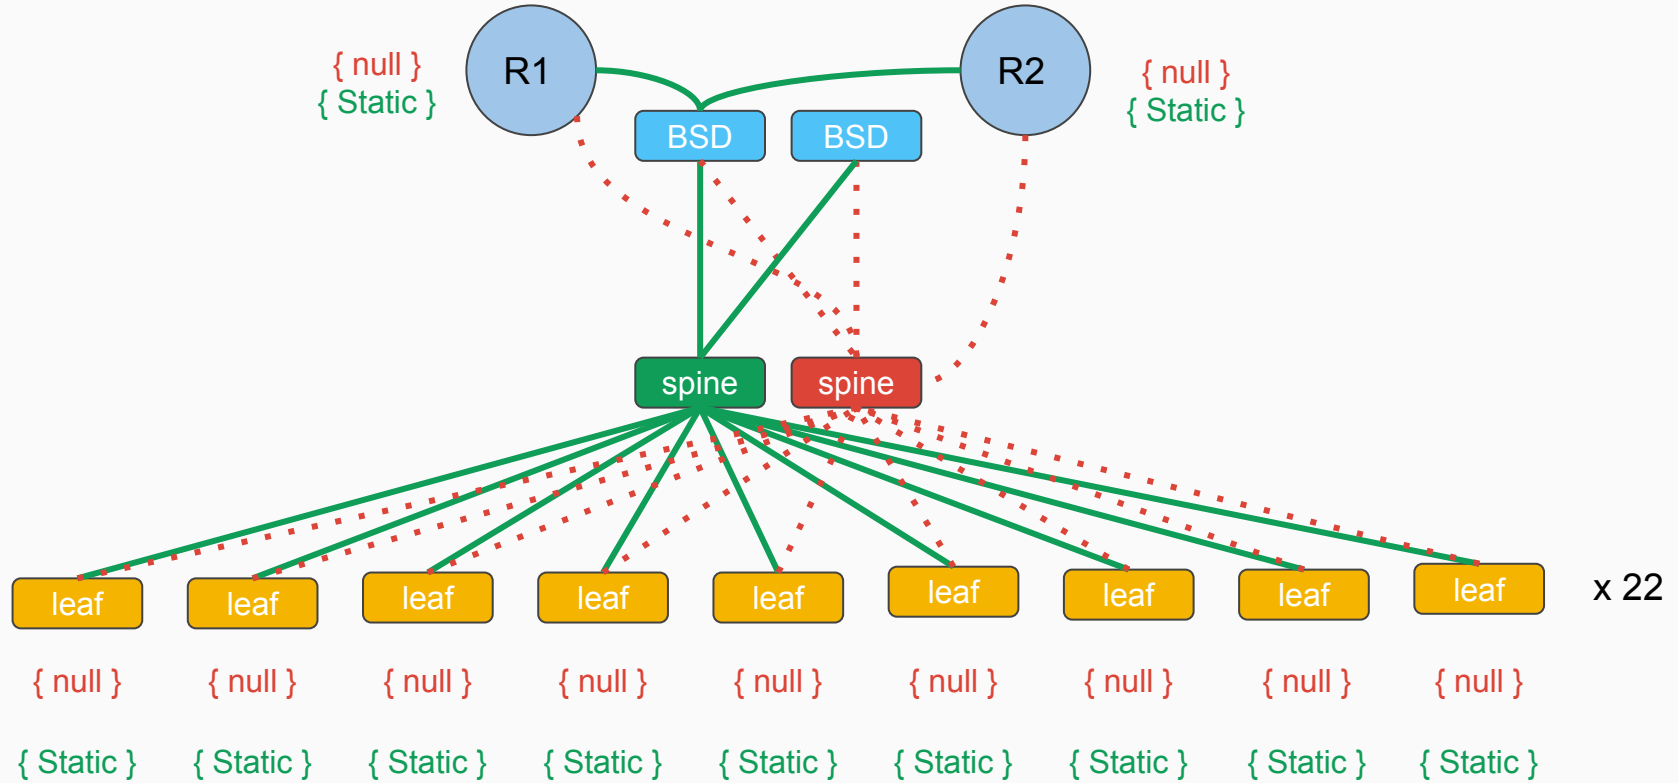 { null }
{ Static }
R1
R2
{ null }
{ Static }
BSD
BSD
spine
spine
leaf
leaf
leaf
leaf
leaf
leaf
leaf
leaf
leaf
x 22
{ null }
{ null }
{ null }
{ null }
{ null }
{ null }
{ null }
{ null }
{ null }
{ Static }
{ Static }
{ Static }
{ Static }
{ Static }
{ Static }
{ Static }
{ Static }
{ Static }